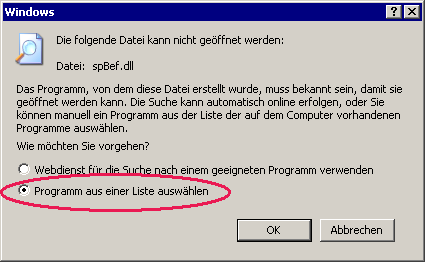 Windows
Die folgende Datei kann nicht geöffnet werden:
Datei: spBef.dll
Das Programm, von dem diese Datei erstellt wurde, muss bekannt sein, damit sie
geöffnet werden kann. Die Suche kann automatisch online erfolgen, oder Sie
können manuell ein Programm aus der Liste der auf dem Computer vorhandenen
Programme auswählen.
Wie möchten Sie vorgehen?
Webdienst für die Suche nach einem geeigneten Programm verwenden
Programm aus einer Liste auswählen
OK
Abbrechen